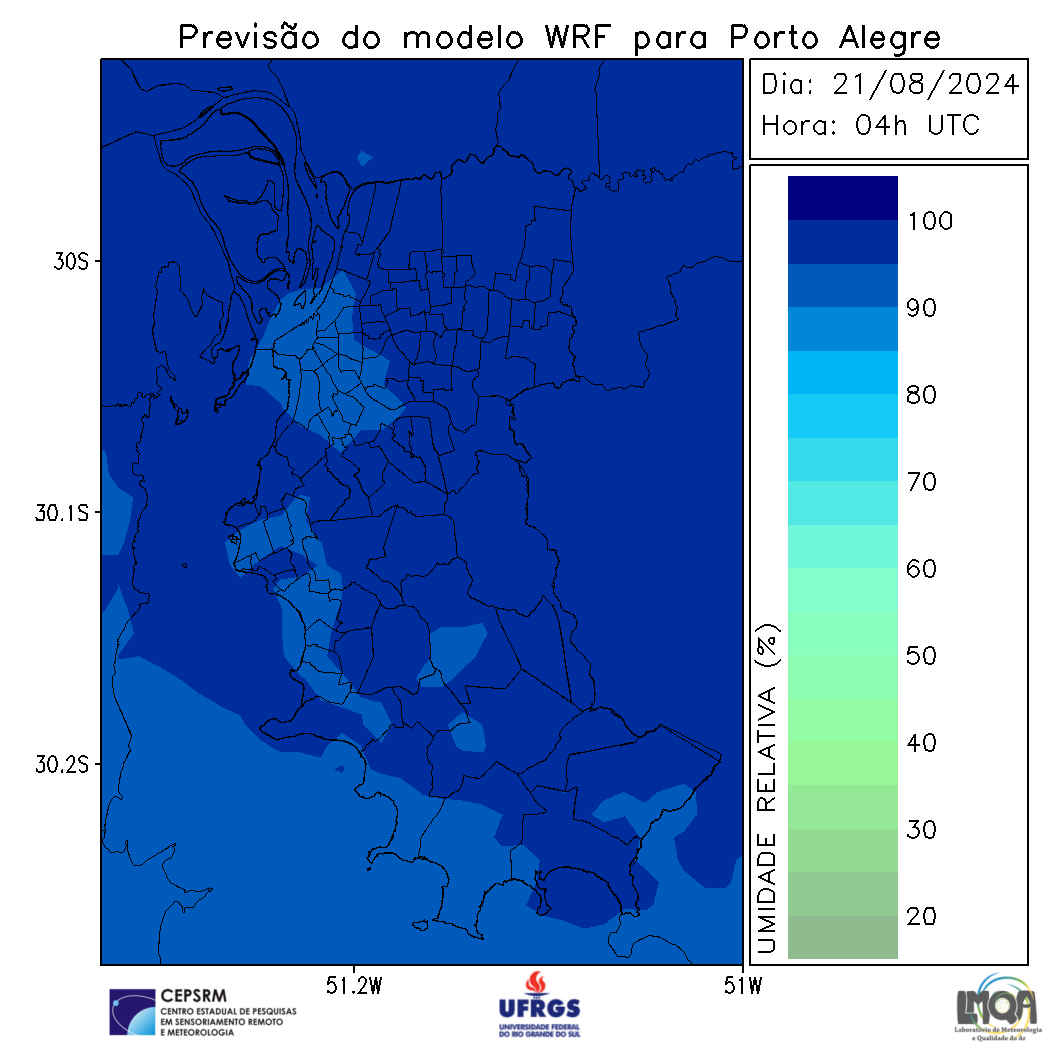 Previsão do modelo WRF para Porto Alegre
Dia: 21/08/2024
Hora: 04h UTC
30S
30.1S
30.2S
51.2W
51W
100
90
80
70
60
50
40
30
20
UMIDADE RELATIVA (%)
CEPSRM
CENTRO ESTADUAL DE PESQUISAS
EM SENSORIAMENTO REMOTO
E METEOROLOGIA
UFRGS
UNIVERSIDADE FEDERAL
DO RIO GRANDE DO SUL
LMQA
Laboratório de Meteorologia
e Qualidade do Ar